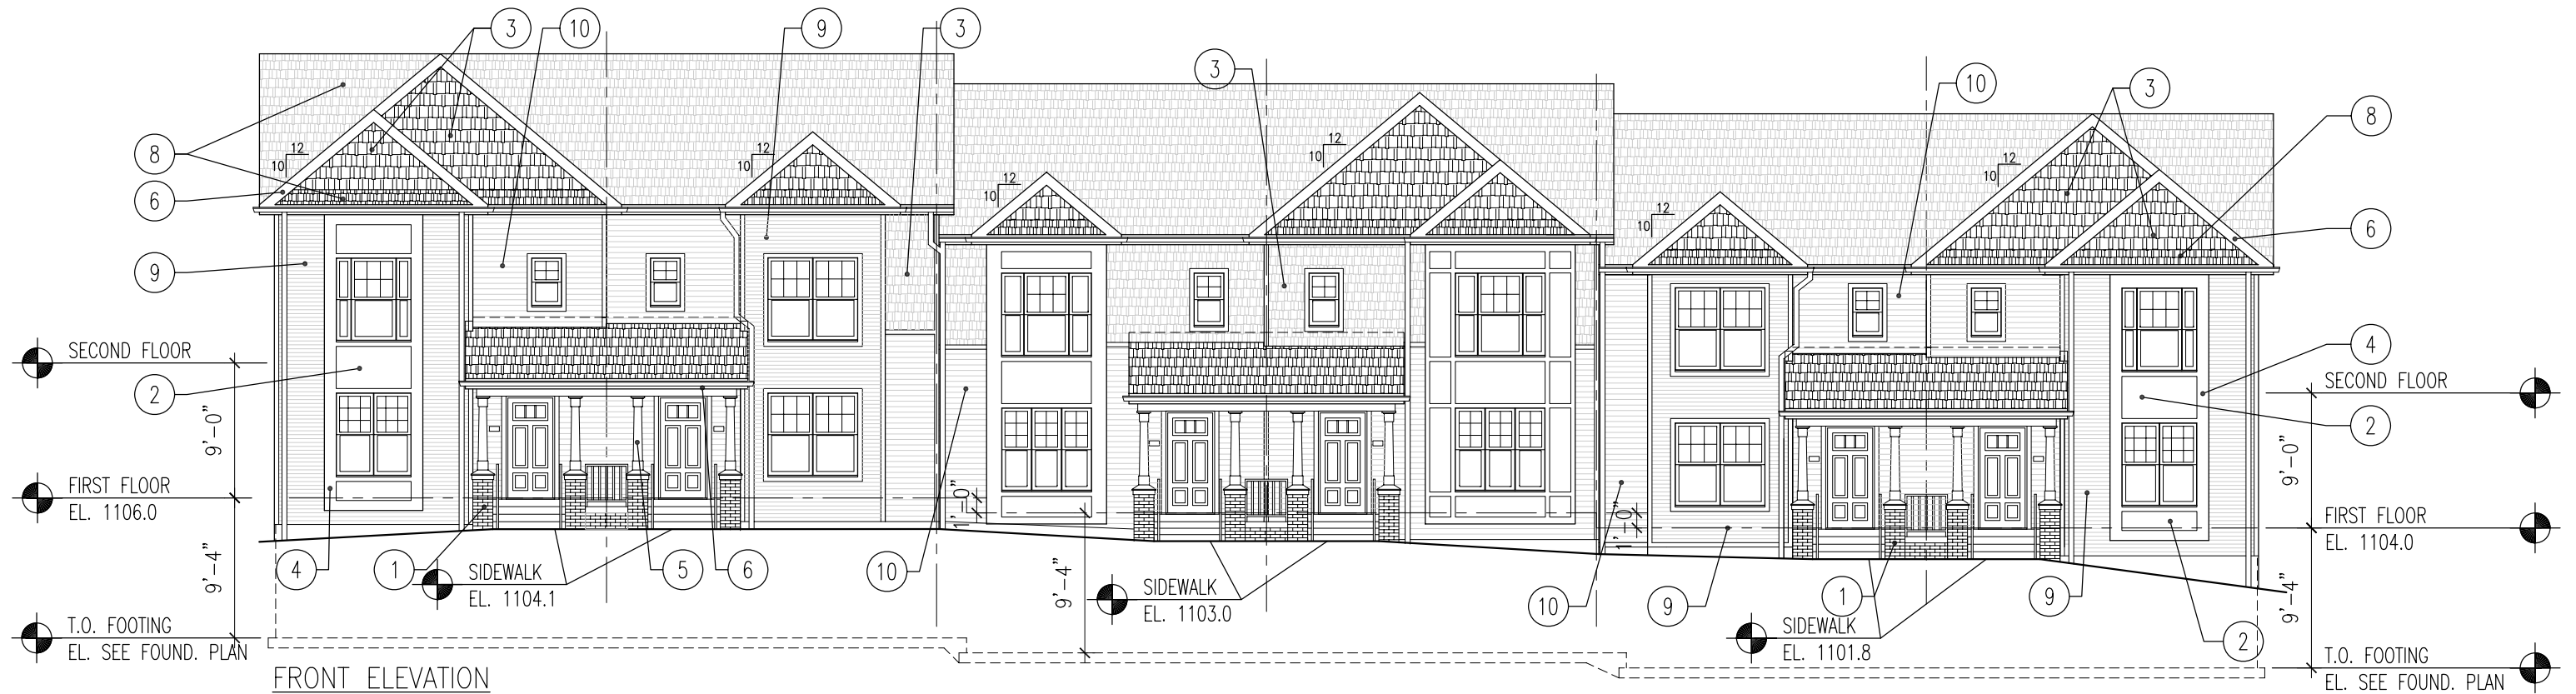 3
10
9
3
3
10
3
8
8
6
9
2
6
4
2
12
10
12
10
12
10
12
10
12
10
12
10
SECOND FLOOR
9'-0"
FIRST FLOOR
EL. 1106.0
9'-4"
T.O. FOOTING
EL. SEE FOUND. PLAN
SECOND FLOOR
9'-0"
FIRST FLOOR
EL. 1104.0
9'-4"
T.O. FOOTING
EL. SEE FOUND. PLAN
1'-0"
1'-0"
9'-4"
4
1
5
6
10
10
9
1
9
2
SIDEWALK
EL. 1104.1
SIDEWALK
EL. 1103.0
SIDEWALK
EL. 1101.8
FRONT ELEVATION